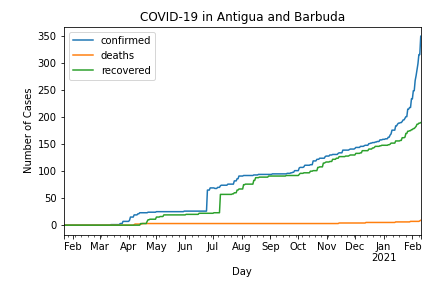 COVID-19 in Antigua and Barbuda
350
300
250
200
150
100
50
0
Number of Cases
confirmed
deaths
recovered
Feb Mar Apr May Jun Jul Aug Sep Oct Nov Dec Jan Feb
2021
Day